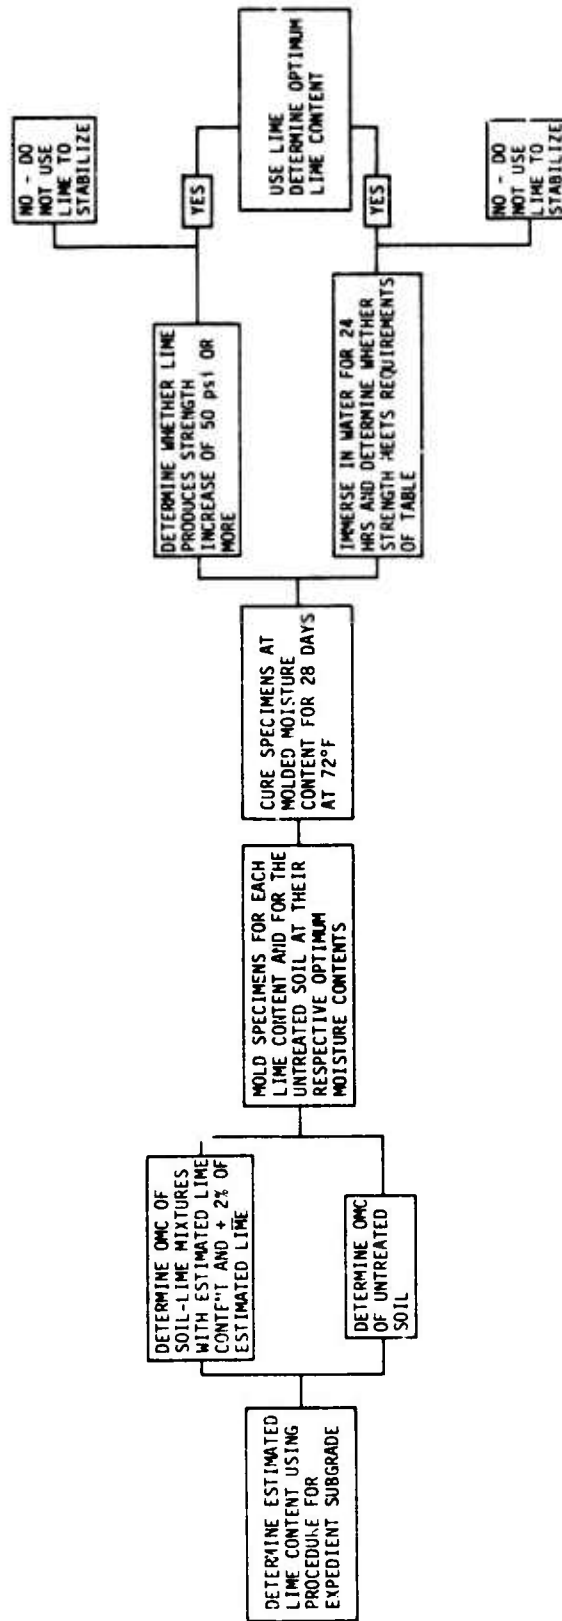 DETERMINE ESTIMATED
LIME CONTENT USING
PROCEDURE FOR
EXPEDIENT SUBGRADE
DETERMINE OMC OF
SOIL-LIME MIXTURES
WITH ESTIMATED LIME
CONTENT AND + 2% OF
ESTIMATED LIME
DETERMINE OMC
OF UNTREATED
SOIL
MOLD SPECIMENS FOR EACH
LIME CONTENT AND FOR THE
UNTREATED SOIL AT THEIR
RESPECTIVE OPTIMUM
MOISTURE CONTENTS
CURE SPECIMENS AT
MOLDED MOISTURE
CONTENT FOR 28 DAYS
AT 72°F
DETERMINE WHETHER LIME
PRODUCES STRENGTH
INCREASE OF 50 psi OR
MORE
IMMERSE IN WATER FOR 24
HRS AND DETERMINE WHETHER
STRENGTH MEETS REQUIREMENTS
OF TABLE
NO - DO
NOT USE
LIME TO
STABILIZE
YES
USE LIME
DETERMINE OPTIMUM
LIME CONTENT
YES
NO - DO
NOT USE
LIME TO
STABILIZE